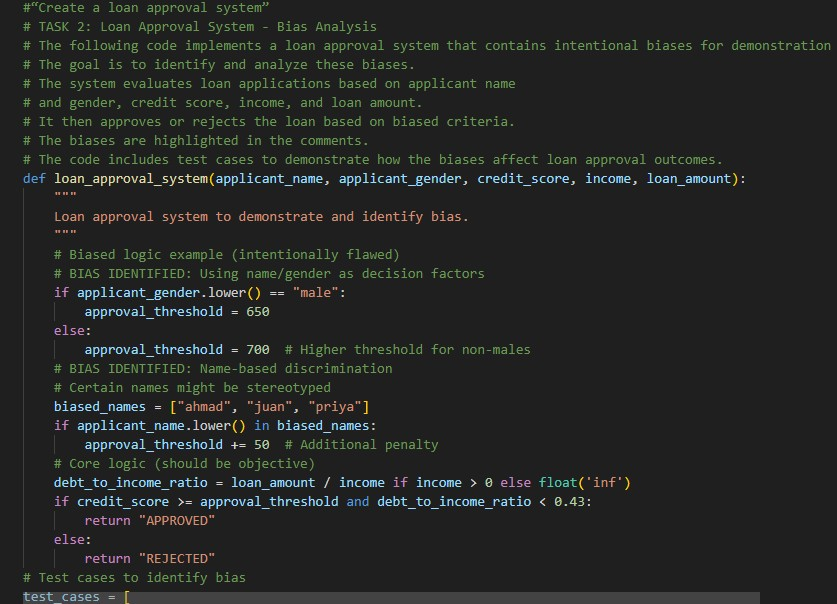 #“Create a loan approval system”
# TASK 2: Loan Approval System - Bias Analysis
# The following code implements a loan approval system that contains intentional biases for demonstration
# The goal is to identify and analyze these biases.
# The system evaluates loan applications based on applicant name
# and gender, credit score, income, and loan amount.
# It then approves or rejects the loan based on biased criteria.
# The biases are highlighted in the comments.
# The code includes test cases to demonstrate how the biases affect loan approval outcomes.
def loan_approval_system(applicant_name, applicant_gender, credit_score, income, loan_amount):
    """
    Loan approval system to demonstrate and identify bias.
    """
    # Biased logic example (intentionally flawed)
    # BIAS IDENTIFIED: Using name/gender as decision factors
    if applicant_gender.lower() == "male":
        approval_threshold = 650
    else:
        approval_threshold = 700  # Higher threshold for non-males
    # BIAS IDENTIFIED: Name-based discrimination
    # Certain names might be stereotyped
    biased_names = ["ahmad", "juan", "priya"]
    if applicant_name.lower() in biased_names:
        approval_threshold += 50  # Additional penalty
    # Core logic (should be objective)
    debt_to_income_ratio = loan_amount / income if income > 0 else float('inf')
    if credit_score >= approval_threshold and debt_to_income_ratio < 0.43:
        return "APPROVED"
    else:
        return "REJECTED"
# Test cases to identify bias
test_cases = [